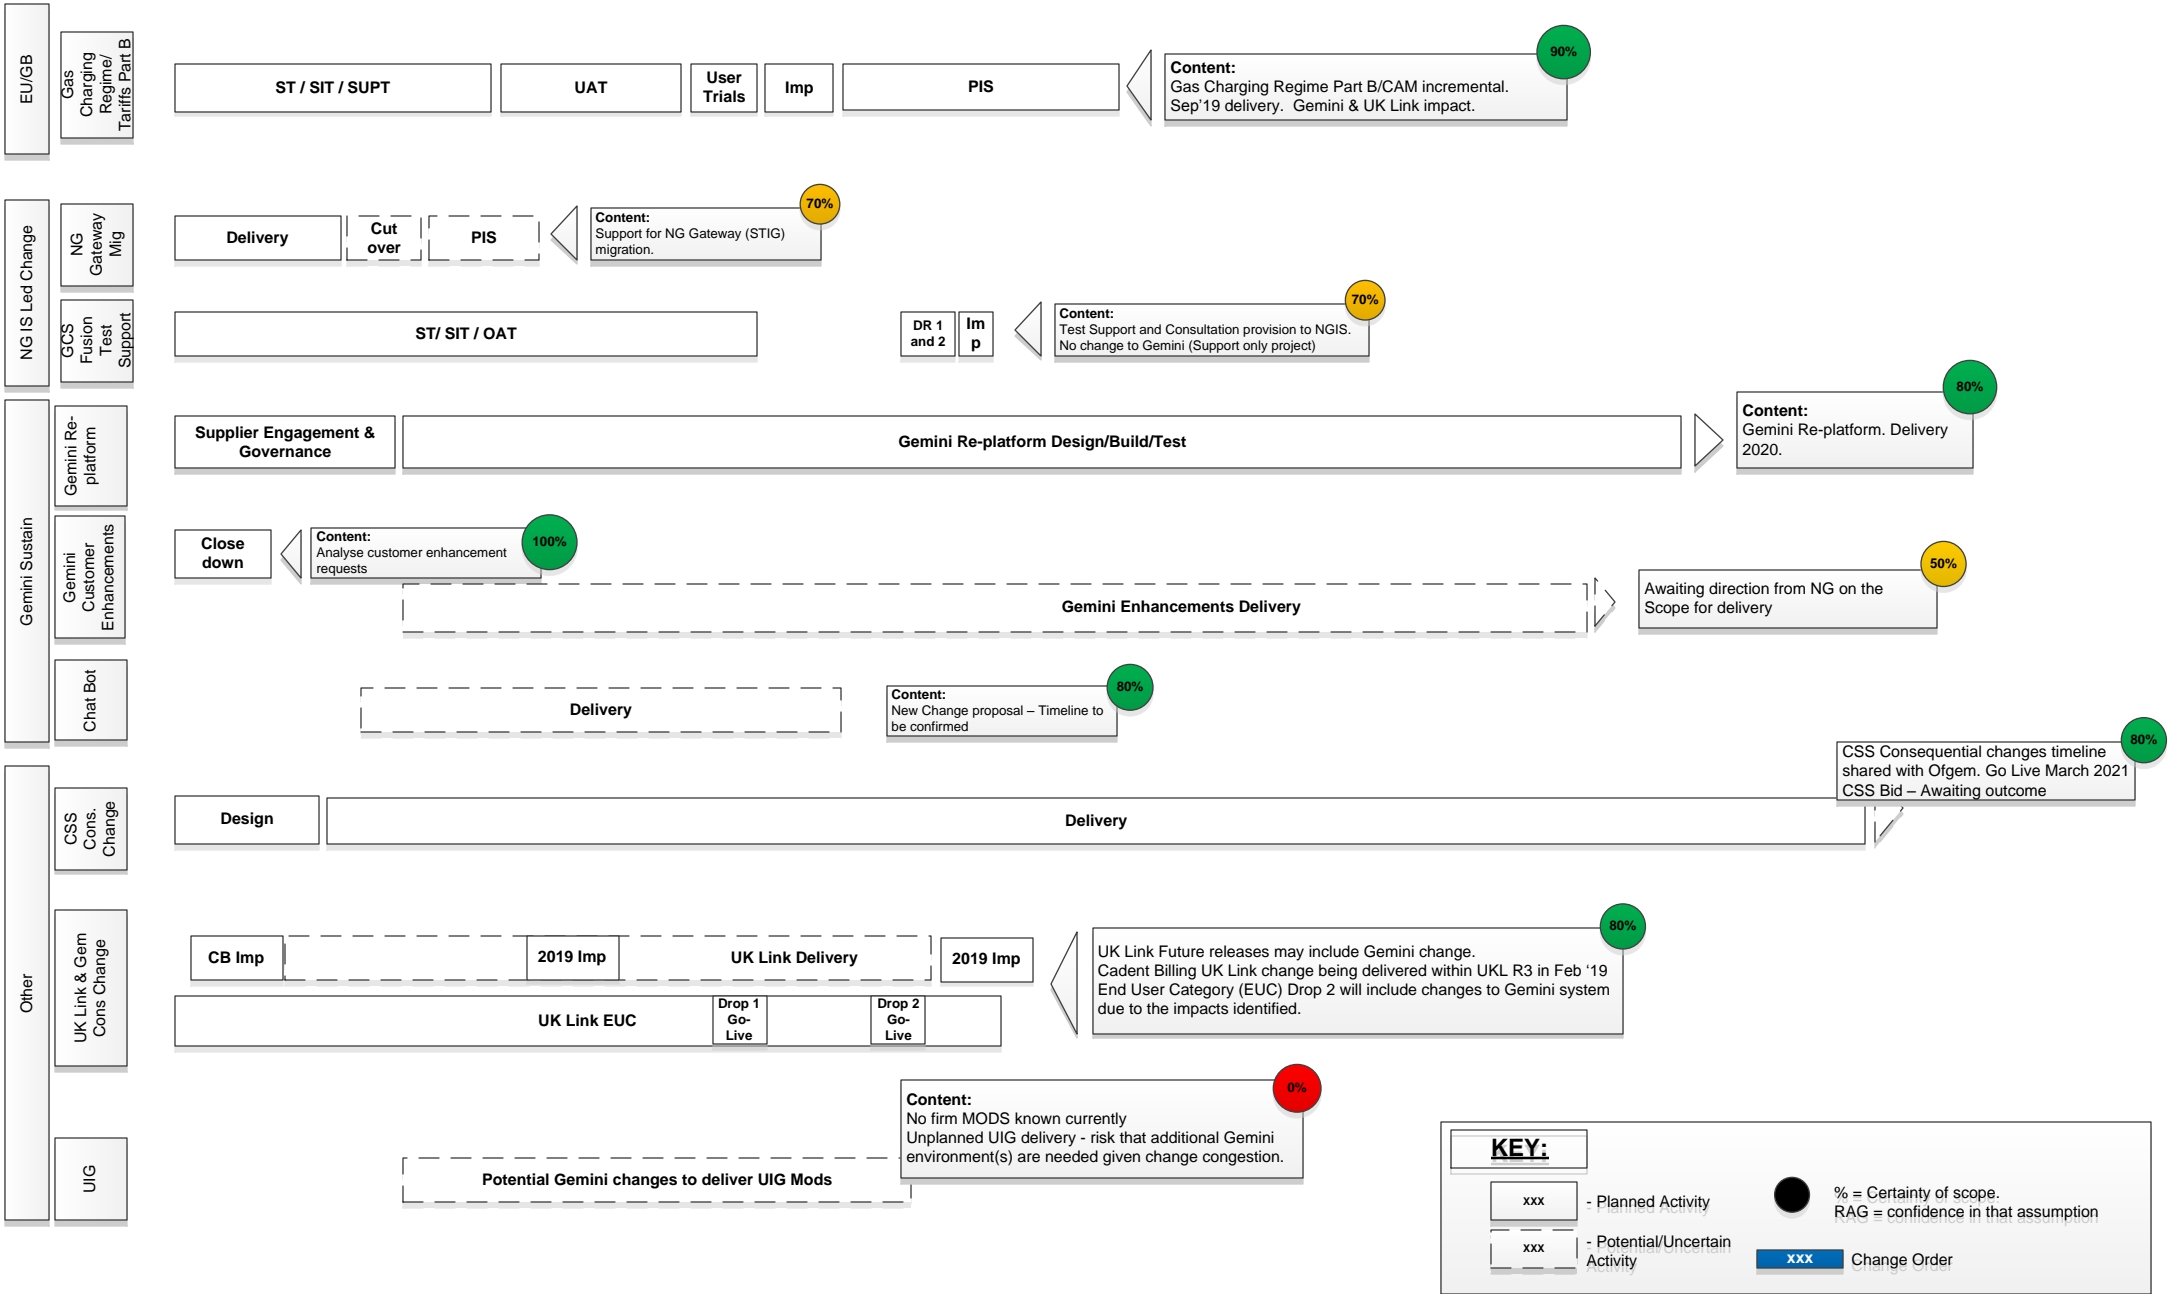 EU/GB
Gas
Charging
Regime/
Tariffs Part B
ST / SIT / SUPT
UAT
User
Trials
Imp
PIS
Content:
Gas Charging Regime Part B/CAM incremental.
Sep’19 delivery.  Gemini & UK Link impact.
90%
NG IS Led Change
NG
Gateway
Mig
Delivery
Cut
over
PIS
Content:
Support for NG Gateway (STIG)
migration.
70%
GCS
Fusion
Test
Support
ST/ SIT / OAT
DR 1
and 2
Im
p
Content:
Test Support and Consultation provision to NGIS.
No change to Gemini (Support only project)
70%
Gemini Sustain
Gemini Re-
platform
Supplier Engagement &
Governance
Gemini Re-platform Design/Build/Test
Content:
Gemini Re-platform. Delivery
2020.
80%
Gemini
Customer
Enhancements
Close
down
Content:
Analyse customer enhancement
requests
100%
Gemini Enhancements Delivery
Awaiting direction from NG on the
Scope for delivery
50%
Chat Bot
Delivery
Content:
New Change proposal – Timeline to
be confirmed
80%
Other
CSS
Cons.
Change
Design
Delivery
CSS Consequential changes timeline
shared with Ofgem. Go Live March 2021
CSS Bid – Awaiting outcome
80%
UK Link & Gem
Cons Change
CB Imp
2019 Imp
UK Link Delivery
2019 Imp
UK Link EUC
Drop 1
Go-
Live
Drop 2
Go-
Live
UK Link Future releases may include Gemini change.
Cadent Billing UK Link change being delivered within UKL R3 in Feb ‘19
End User Category (EUC) Drop 2 will include changes to Gemini system
due to the impacts identified.
80%
UIG
Potential Gemini changes to deliver UIG Mods
Content:
No firm MODS known currently
Unplanned UIG delivery - risk that additional Gemini
environment(s) are needed given change congestion.
0%
KEY:
xxx
- Planned Activity
% = Certainty of scope.
RAG = confidence in that assumption
xxx
- Potential/Uncertain
Activity
xxx
Change Order